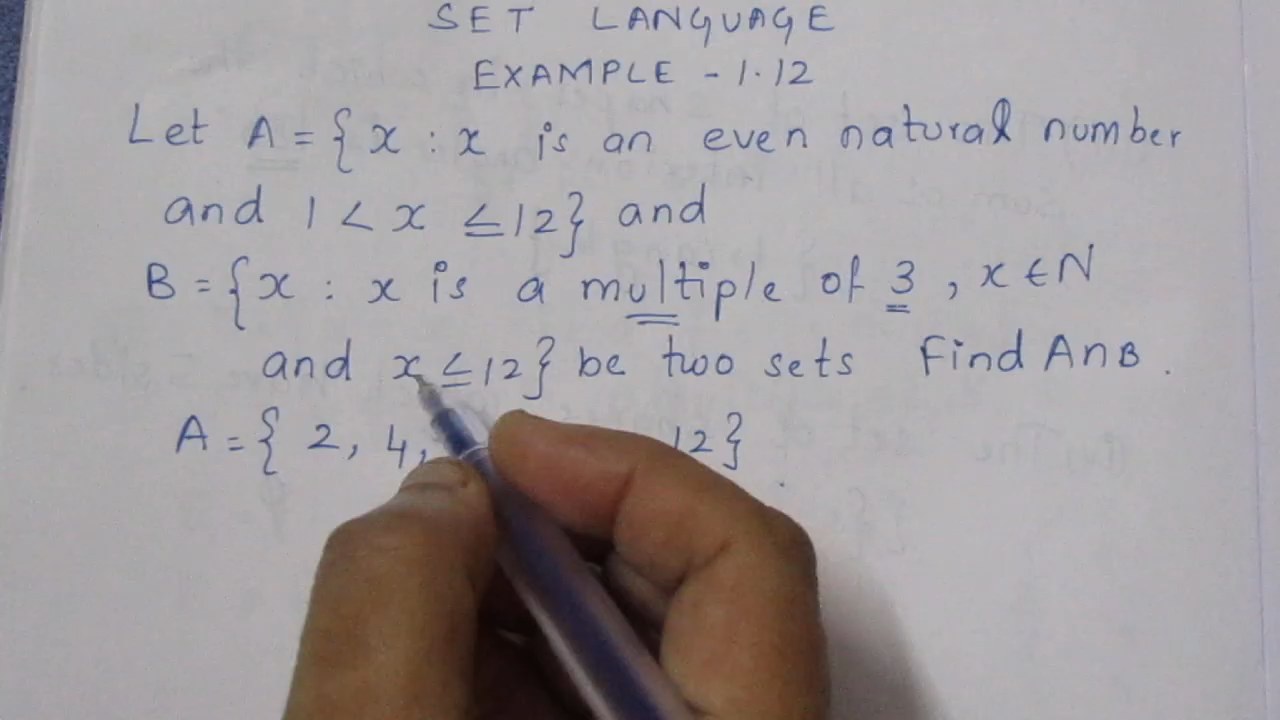 SET LANGUAGE
EXAMPLE - 1.12
Let A = { x : x is an even natural number
and 1 < x ≤ 12} and
B = { x : x is a multiple of 3 , x ∈ N
and x ≤ 12} be two sets Find A∩B .
A = { 2, 4, 12}